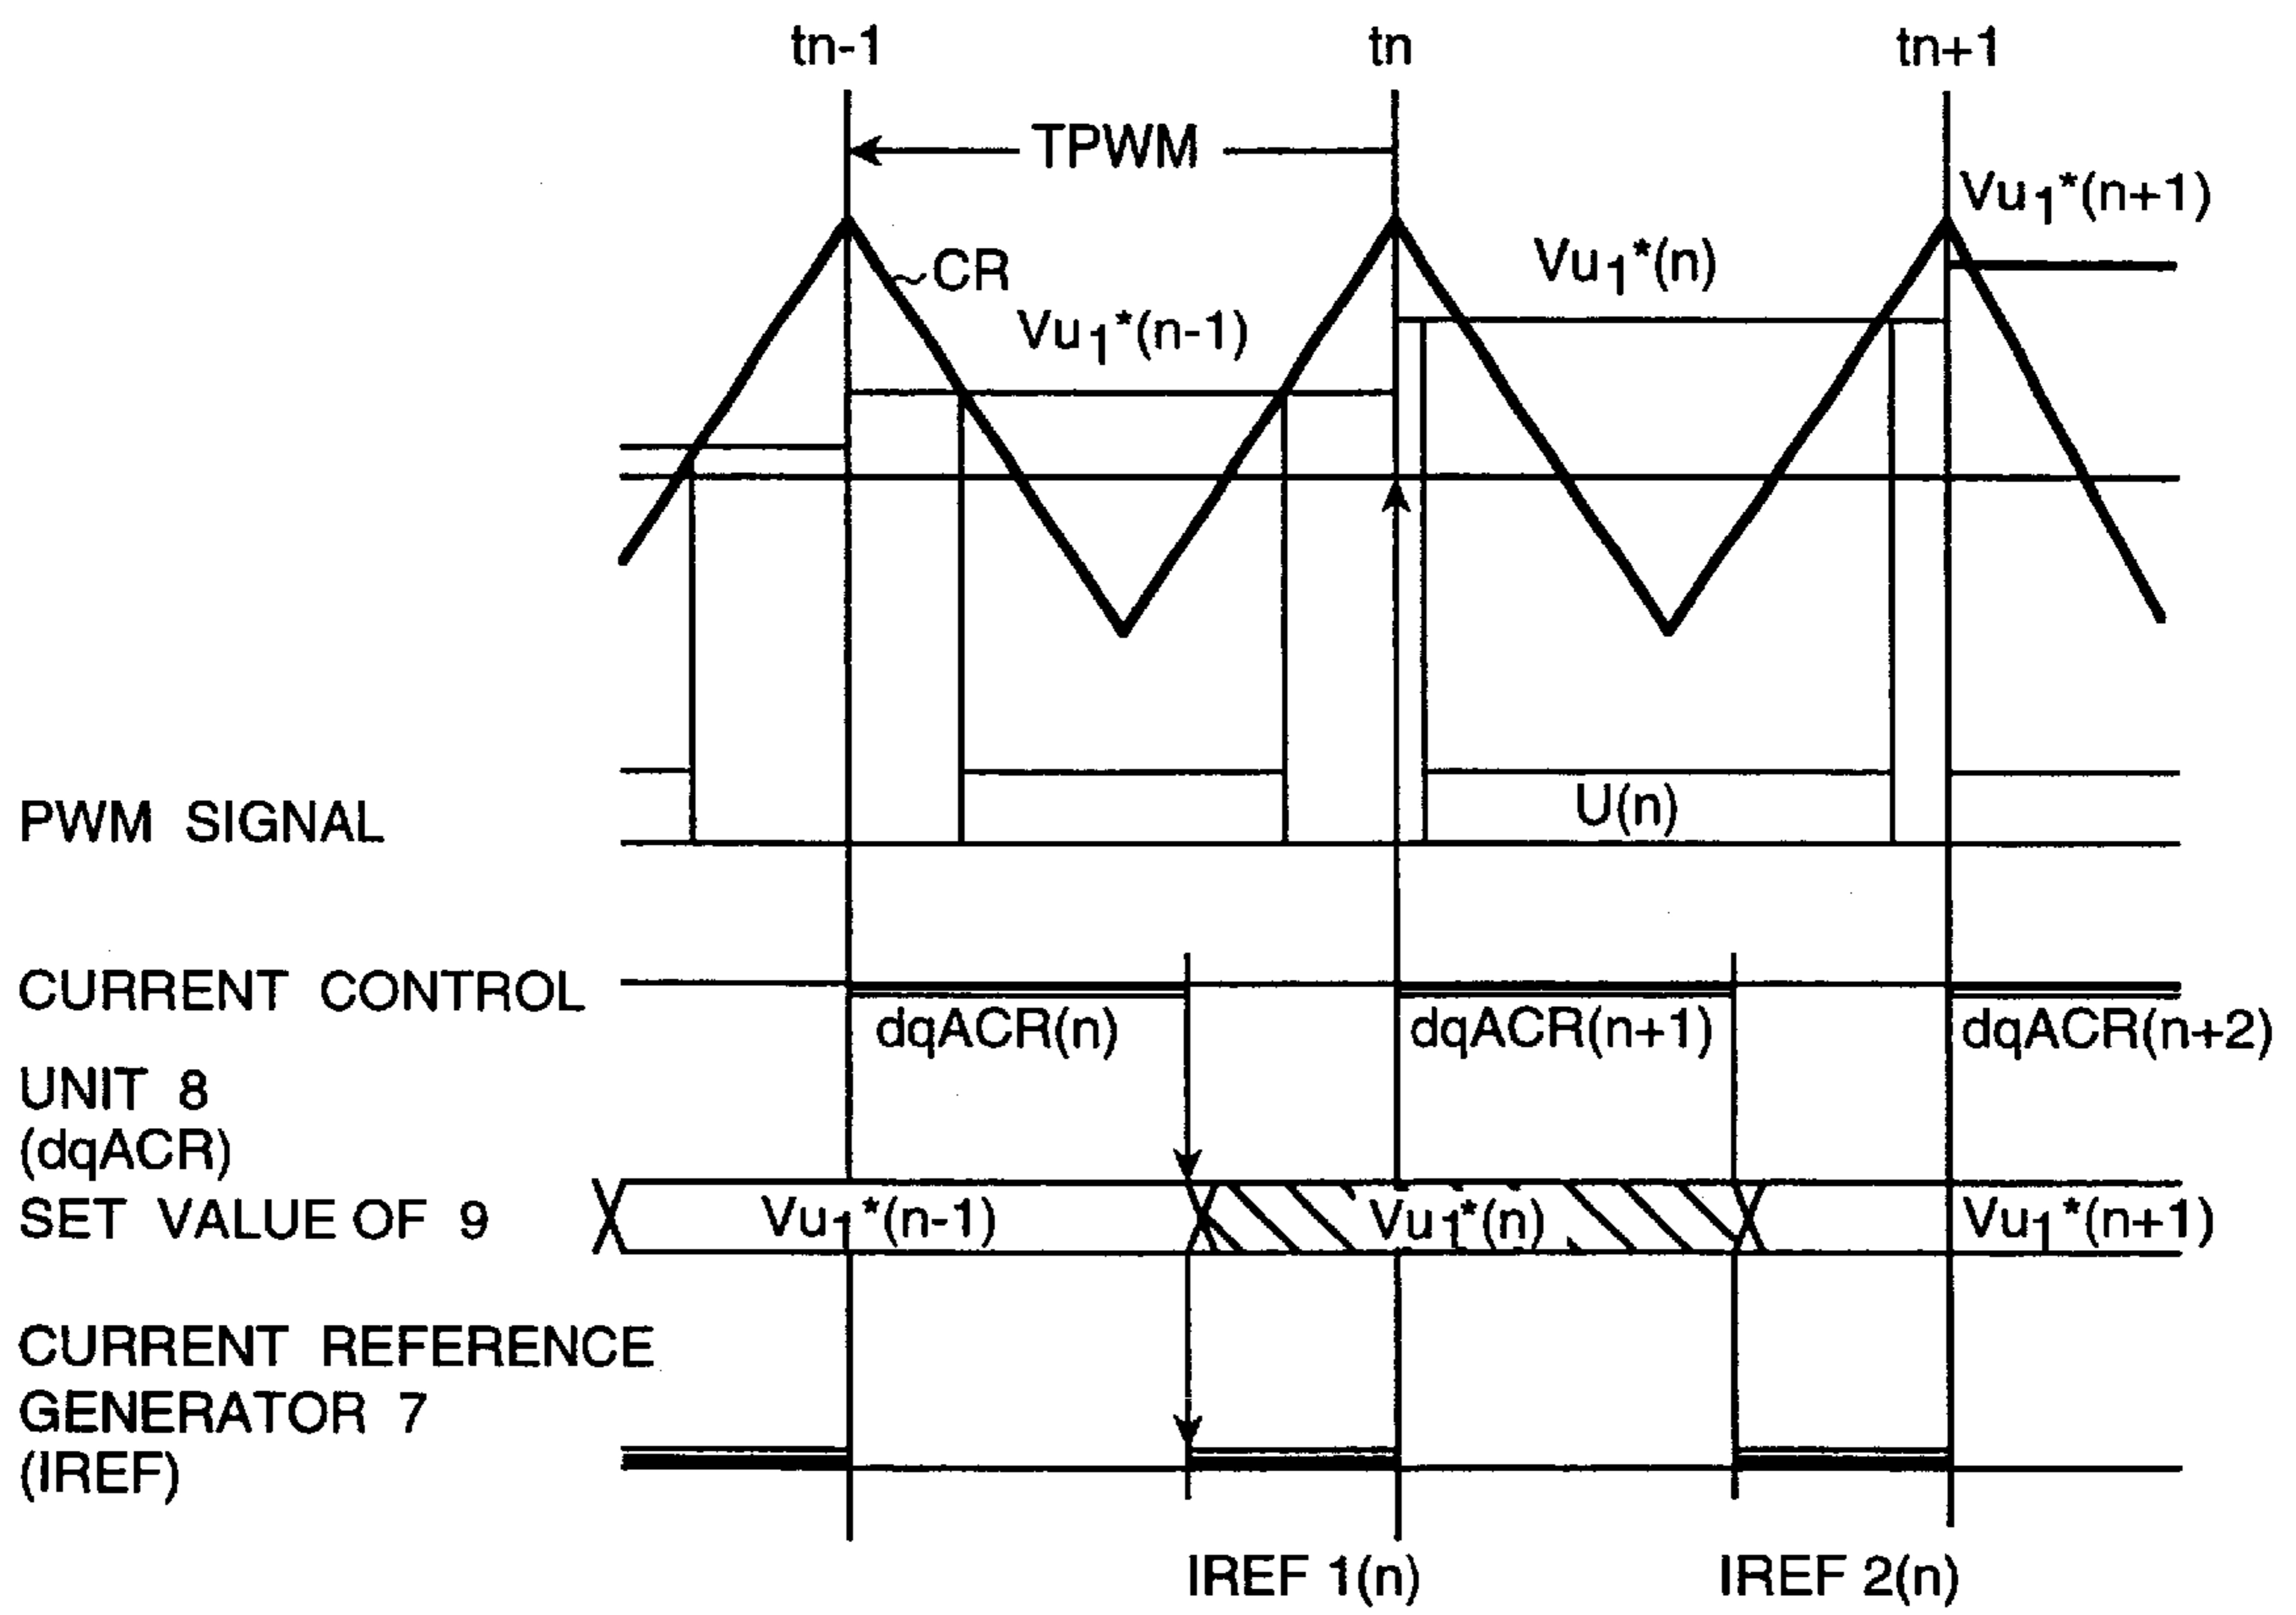 tn-1 tn tn+1
TPWM
Vu1*(n+1)
Vu1*(n)
CR
Vu1*(n-1)
U(n)
PWM SIGNAL
CURRENT CONTROL
dqACR(n) dqACR(n+1) dqACR(n+2)
UNIT 8
(dqACR)
SET VALUE OF 9 Vu1*(n-1) Vu1*(n) Vu1*(n+1)
CURRENT REFERENCE
GENERATOR 7
(IREF)
IREF 1(n) IREF 2(n)